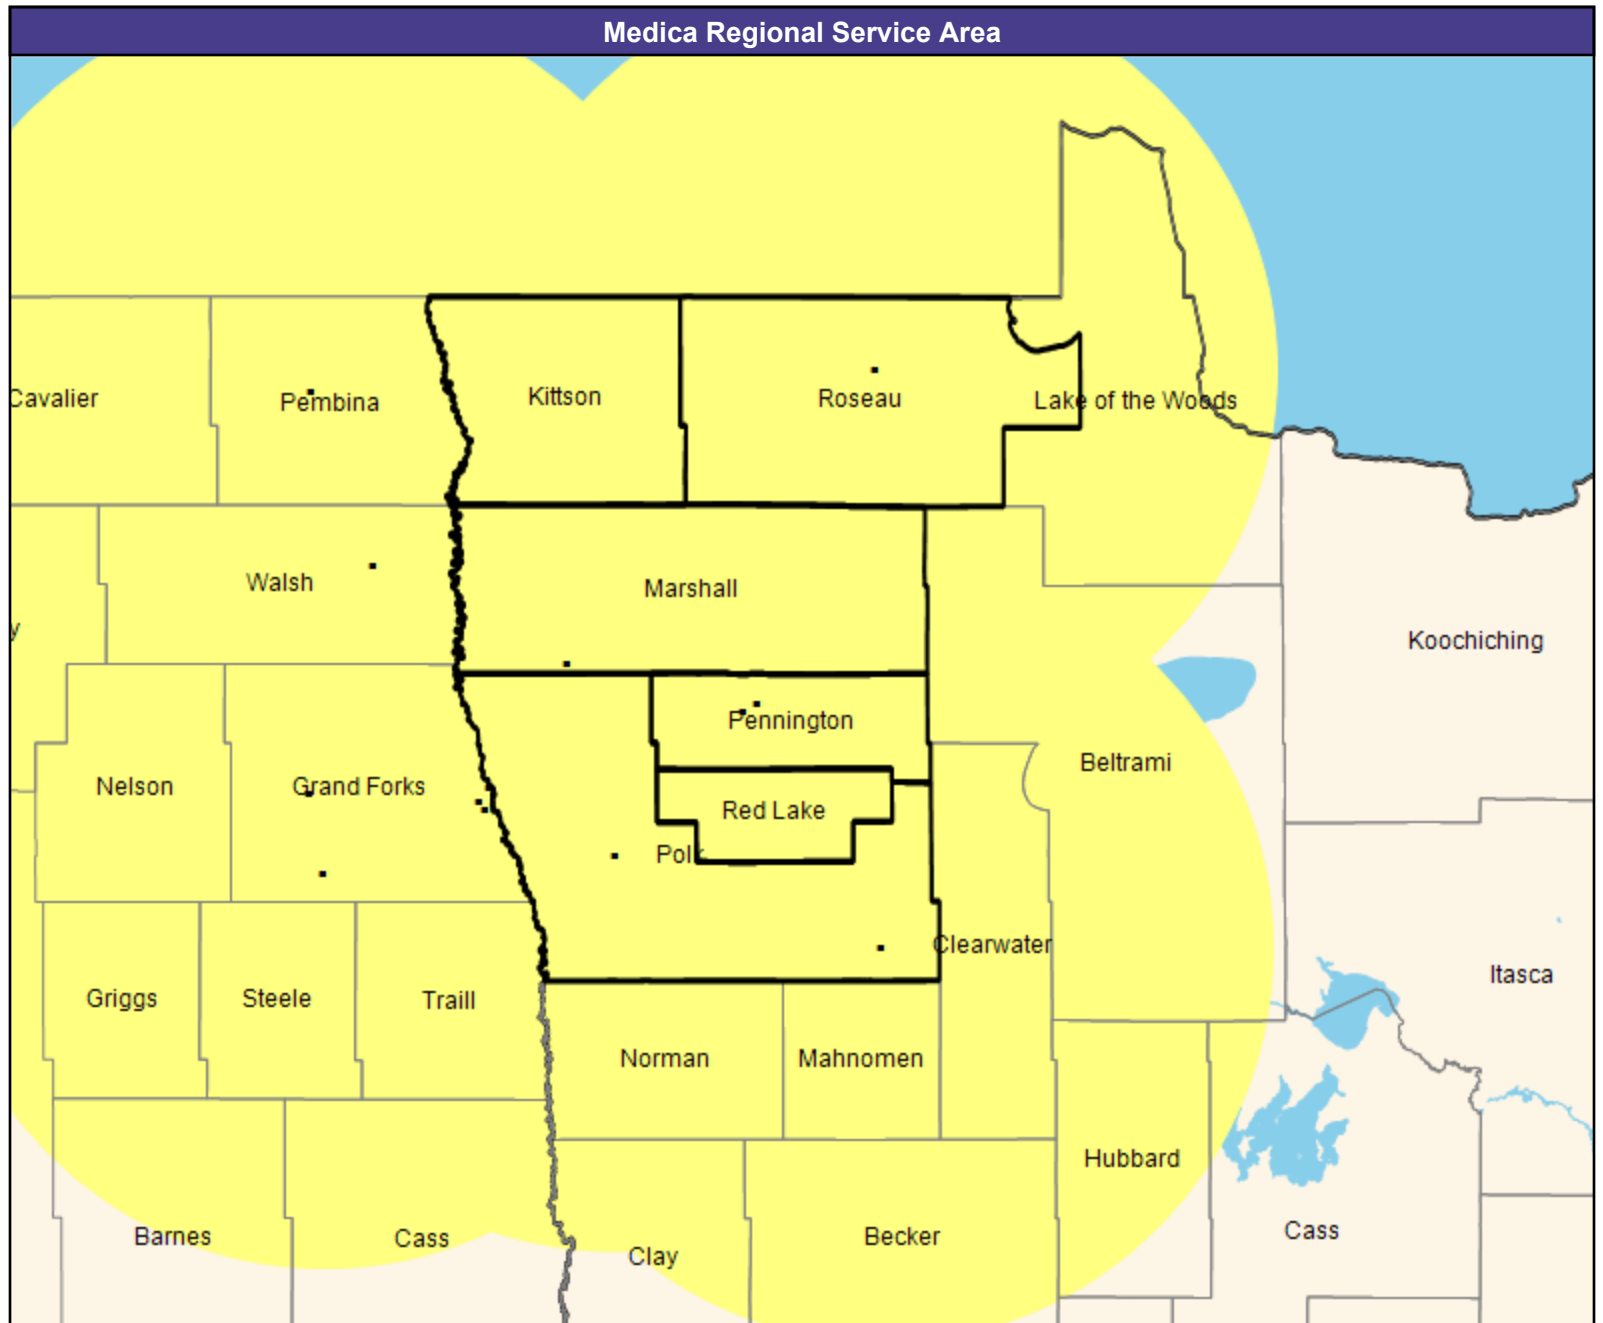 Medica Regional Service Area
Kittson
Cavalier
Pembina
Roseau
Lake of the Woods
Walsh
Marshall
y
Koochiching
Pennington
Beltrami
Nelson
Grand Forks
Red Lake
Polk
Clearwater
Itasca
Griggs
Steele
Traill
Norman
Mahnomen
Hubbard
Barnes
Cass
Clay
Becker
Cass